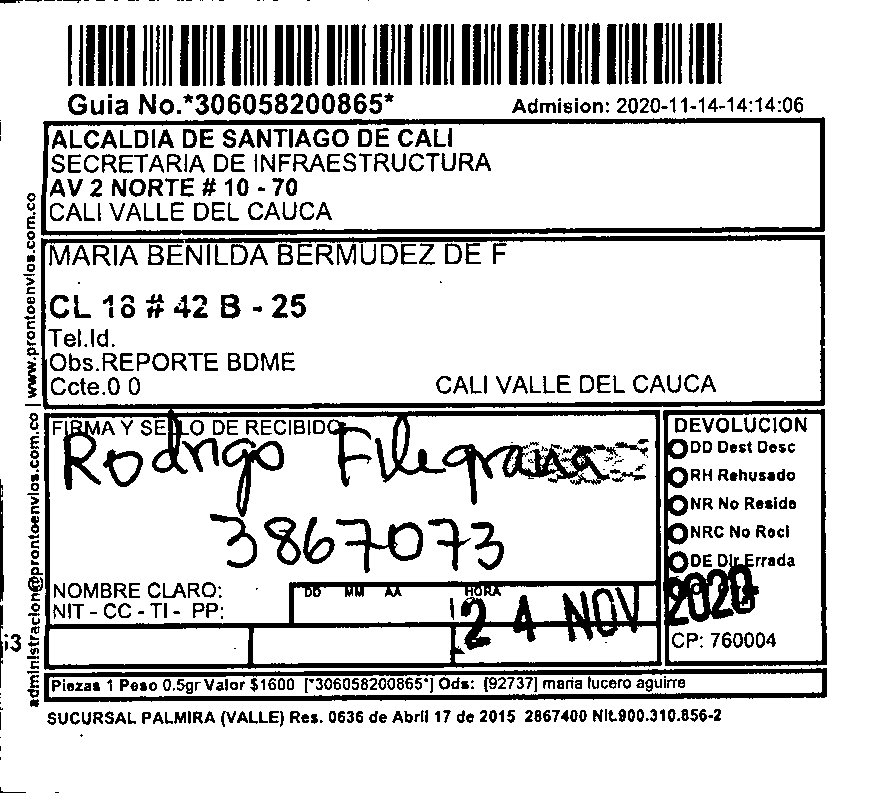 Guia No.*306058200865*
Admision: 2020-11-14-14:14:06
ALCALDIA DE SANTIAGO DE CALI
SECRETARIA DE INFRAESTRUCTURA
AV 2 NORTE # 10 - 70
CALI VALLE DEL CAUCA
MARIA BENILDA BERMUDEZ DE F
CL 18 # 42 B - 25
Tel.Id.
Obs.REPORTE BDME
Ccte.0 0
CALI VALLE DEL CAUCA
administracion@prontoenvios.com.co | www.prontoenvios.com.co
FIRMA Y SELLO DE RECIBIDO
Rodrigo Filegrana
3867073
NOMBRE CLARO:
NIT - CC - TI - PP:
DD MM AA HORA
24 NOV 2020
DEVOLUCION
DD Dest Desc
RH Rehusado
NR No Reside
NRC No Recl
DE Dir Errada
CP: 760004
Piezas 1 Peso 0.5gr Valor $1600 [*306058200865*] Ods: [92737] maria lucero aguirre
SUCURSAL PALMIRA (VALLE) Res. 0636 de Abril 17 de 2015 2867400 Nit.900.310.856-2